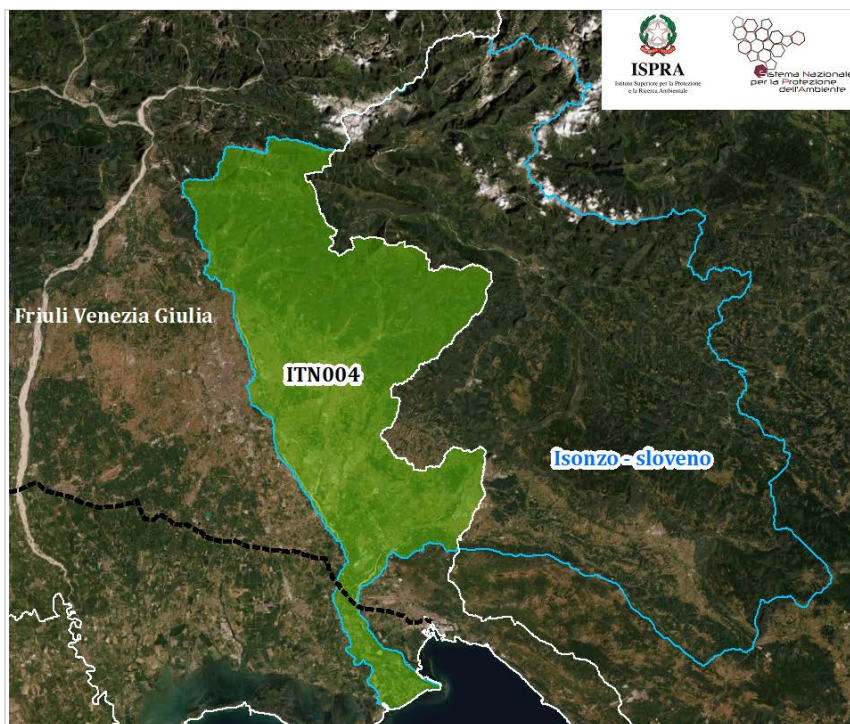 ISPRA
Istituto Superiore per la Protezione
e la Ricerca Ambientale
Sistema Nazionale
per la Protezione
dell'Ambiente
Friuli Venezia Giulia
ITN004
Isonzo - sloveno